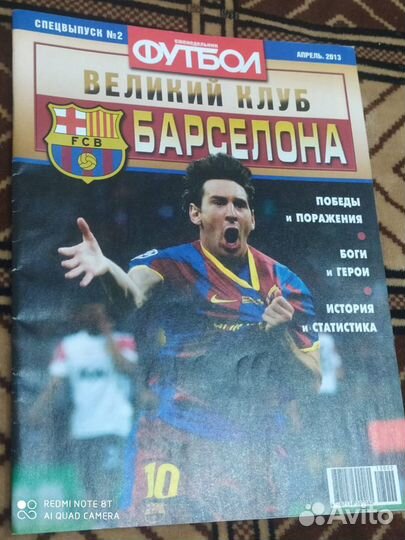 СПЕЦВЫПУСК №2
ЕЖЕНЕДЕЛЬНИК
ФУТБОЛ
АПРЕЛЬ, 2013
ВЕЛИКИЙ КЛУБ
БАРСЕЛОНА
FCB
ПОБЕДЫ
И ПОРАЖЕНИЯ
БОГИ
И ГЕРОИ
ИСТОРИЯ
И СТАТИСТИКА
10
REDMI NOTE 8T
AI QUAD CAMERA
Avito